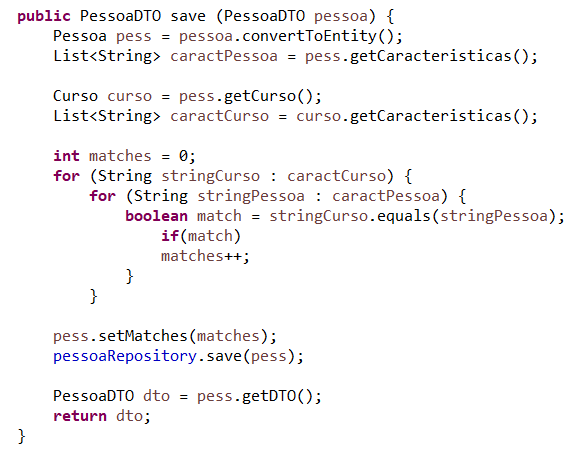 public PessoaDTO save (PessoaDTO pessoa) {
    Pessoa pess = pessoa.convertToEntity();
    List<String> caractPessoa = pess.getCaracteristicas();

    Curso curso = pess.getCurso();
    List<String> caractCurso = curso.getCaracteristicas();

    int matches = 0;
    for (String stringCurso : caractCurso) {
        for (String stringPessoa : caractPessoa) {
            boolean match = stringCurso.equals(stringPessoa);
                if(match)
                matches++;
            }
        }

    pess.setMatches(matches);
    pessoaRepository.save(pess);

    PessoaDTO dto = pess.getDTO();
    return dto;
}